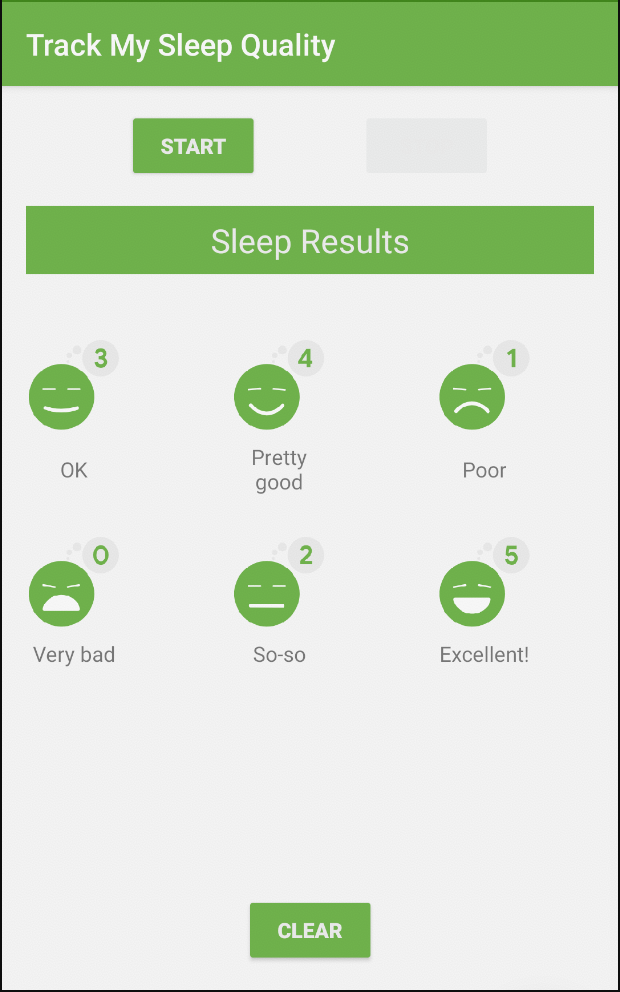 Track My Sleep Quality
START
Sleep Results
3
4
1
OK
Pretty
good
Poor
0
2
5
Very bad
So-so
Excellent!
CLEAR